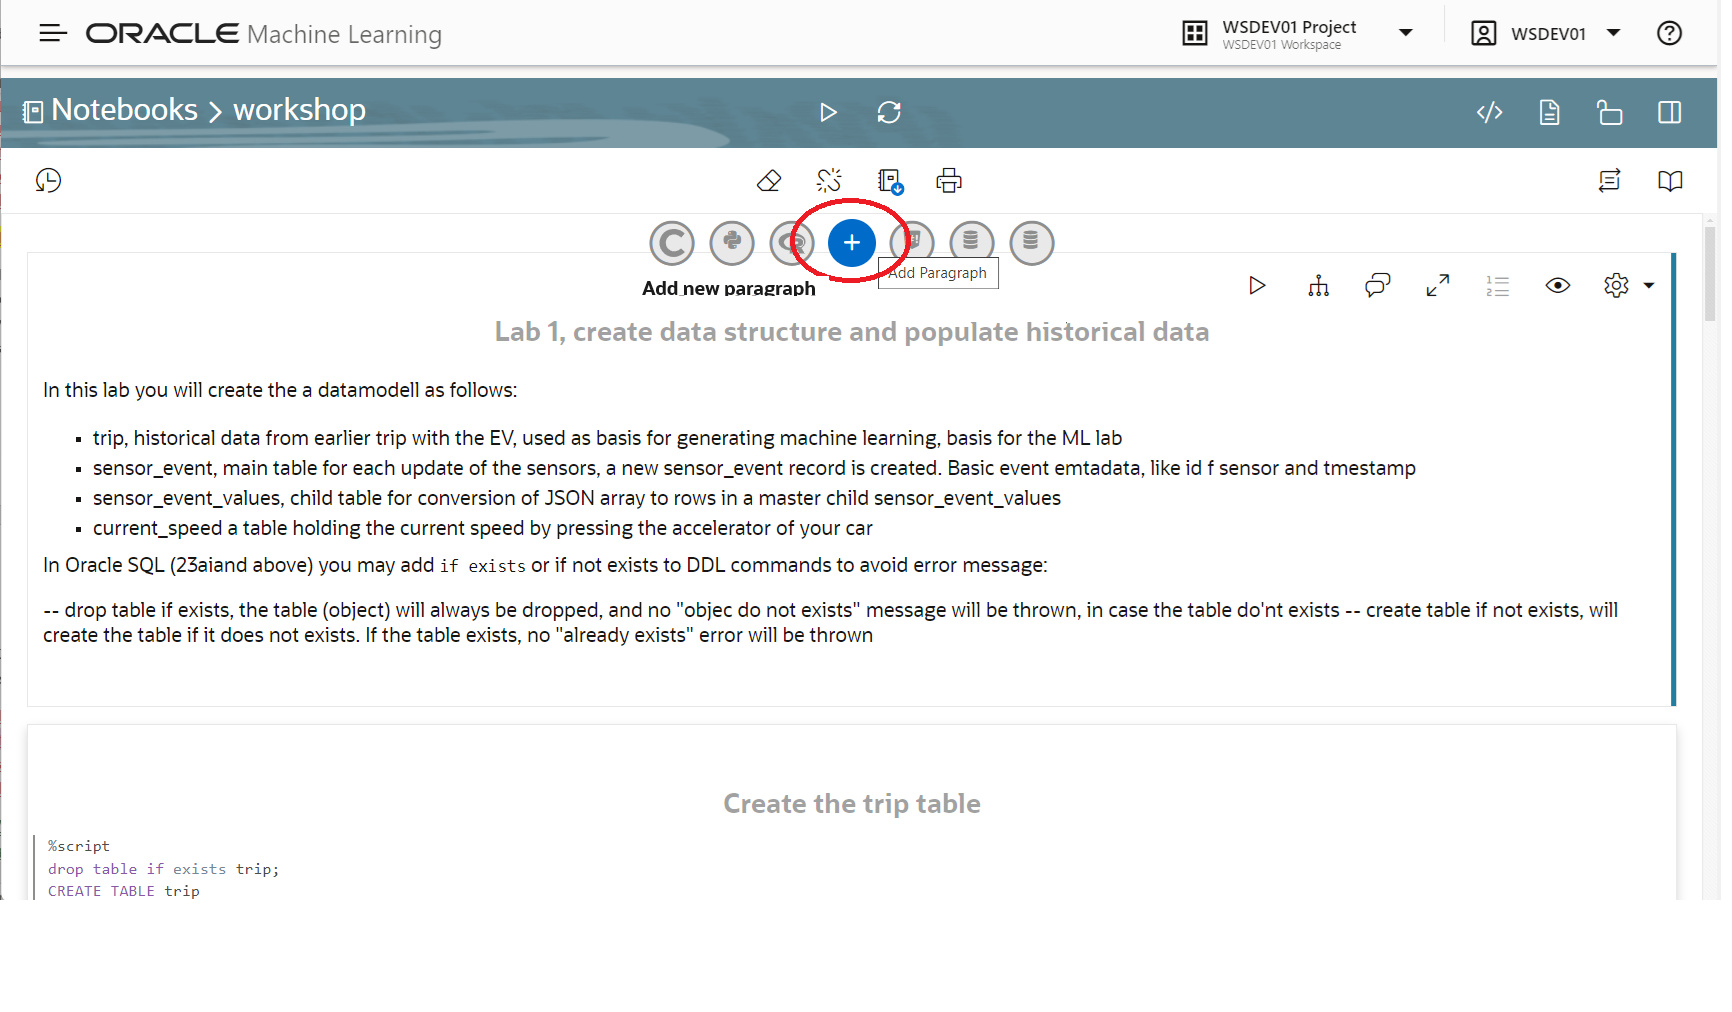 ORACLE Machine Learning
WSDEV01 Project
WSDEV01 Workspace
WSDEV01
Notebooks > workshop
Add Paragraph
Add new paragraph
Lab 1, create data structure and populate historical data
In this lab you will create the a datamodell as follows:
trip, historical data from earlier trip with the EV, used as basis for generating machine learning, basis for the ML lab
sensor_event, main table for each update of the sensors, a new sensor_event record is created. Basic event emtadata, like id f sensor and tmestamp
sensor_event_values, child table for conversion of JSON array to rows in a master child sensor_event_values
current_speed a table holding the current speed by pressing the accelerator of your car
In Oracle SQL (23aiand above) you may add if exists or if not exists to DDL commands to avoid error message:
-- drop table if exists, the table (object) will always be dropped, and no "objec do not exists" message will be thrown, in case the table do'nt exists -- create table if not exists, will
create the table if it does not exists. If the table exists, no "already exists" error will be thrown
Create the trip table
%script
drop table if exists trip;
CREATE TABLE trip